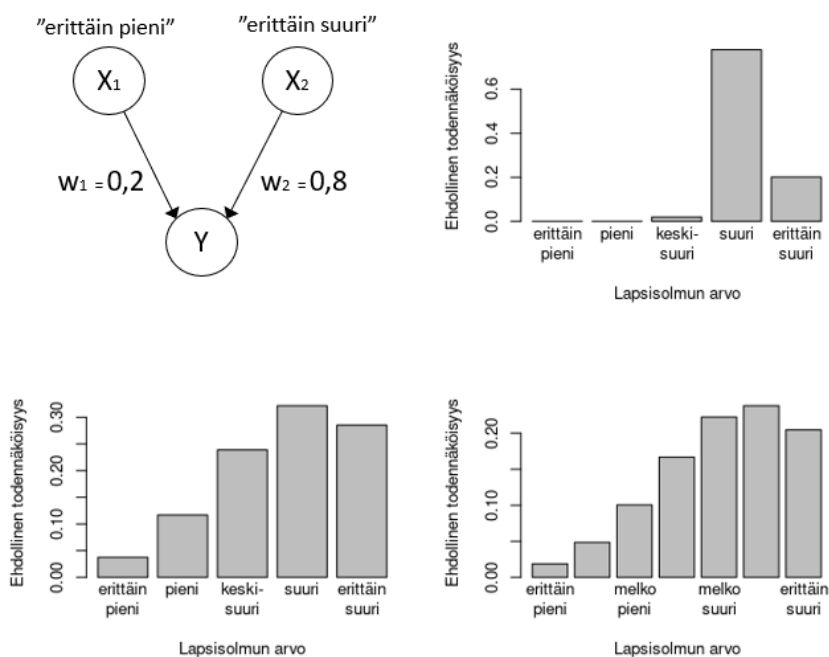 "erittäin pieni"
"erittäin suuri"
X1
X2
w1 = 0,2
w2 = 0,8
Y
Ehdollinen todennäköisyys
0.6
0.4
0.2
0.0
erittäin pieni
pieni
keski-suuri
suuri
erittäin suuri
Lapsisolmun arvo
Ehdollinen todennäköisyys
0.30
0.20
0.10
0.00
erittäin pieni
pieni
keski-suuri
suuri
erittäin suuri
Lapsisolmun arvo
Ehdollinen todennäköisyys
0.20
0.10
0.00
erittäin pieni
melko pieni
melko suuri
erittäin suuri
Lapsisolmun arvo